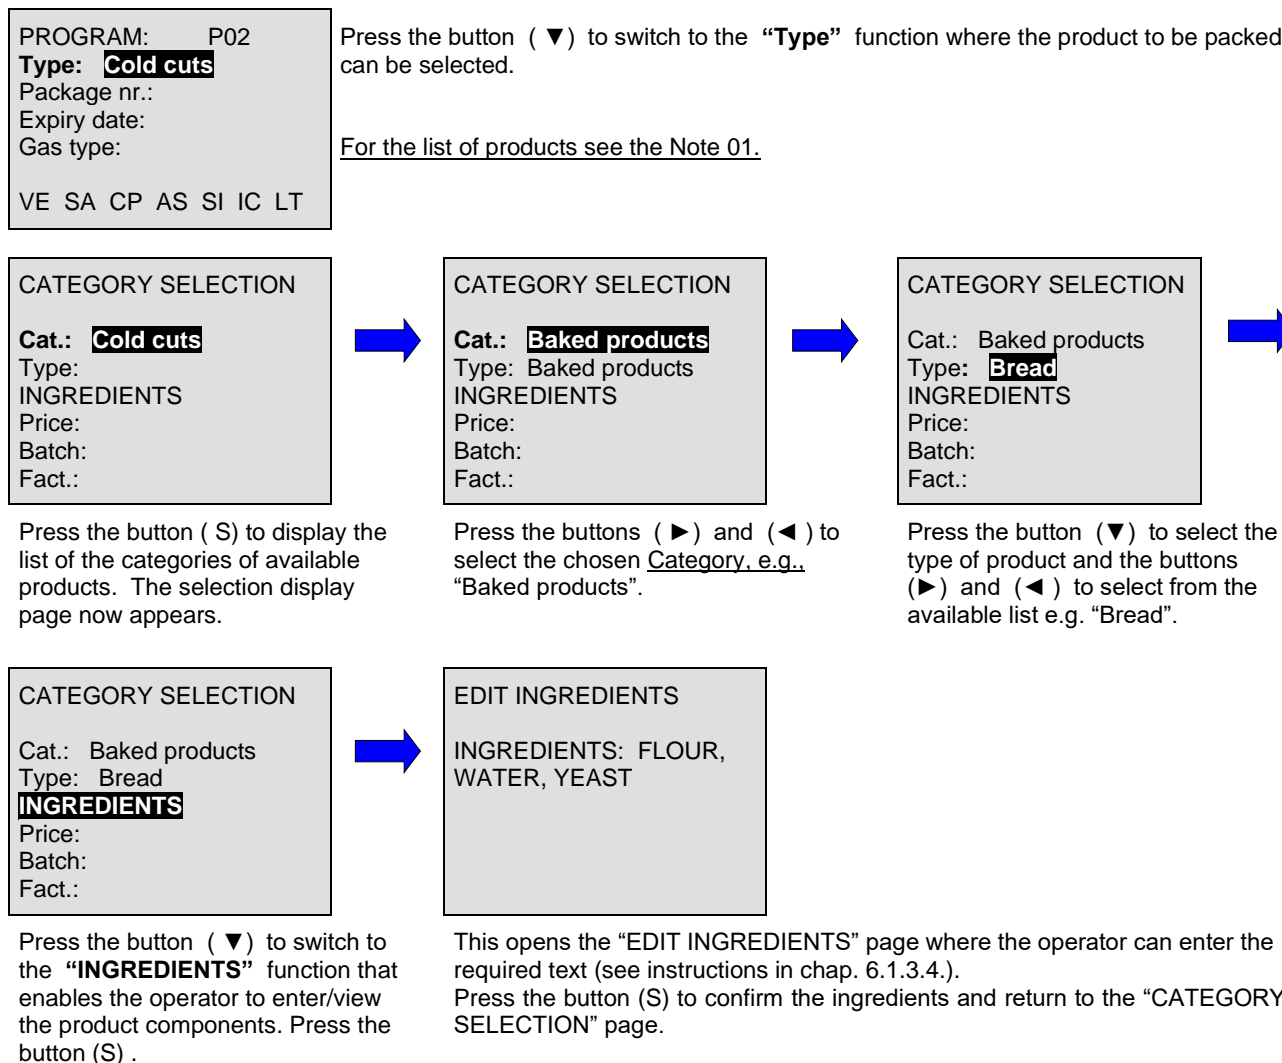 PROGRAM: P02
Type: Cold cuts
Package nr.:
Expiry date:
Gas type:
VE SA CP AS SI IC LT
Press the button ( ▼) to switch to the “Type” function where the product to be packed
can be selected.
For the list of products see the Note 01.
CATEGORY SELECTION
Cat.: Cold cuts
Type:
INGREDIENTS
Price:
Batch:
Fact.:
Press the button ( S) to display the
list of the categories of available
products. The selection display
page now appears.
CATEGORY SELECTION
Cat.: Baked products
Type: Baked products
INGREDIENTS
Price:
Batch:
Fact.:
Press the buttons ( ►) and (◄ ) to
select the chosen Category, e.g.,
“Baked products”.
CATEGORY SELECTION
Cat.: Baked products
Type: Bread
INGREDIENTS
Price:
Batch:
Fact.:
Press the button (▼) to select the
type of product and the buttons
(►) and (◄ ) to select from the
available list e.g. “Bread”.
CATEGORY SELECTION
Cat.: Baked products
Type: Bread
INGREDIENTS
Price:
Batch:
Fact.:
Press the button ( ▼) to switch to
the “INGREDIENTS” function that
enables the operator to enter/view
the product components. Press the
button (S) .
EDIT INGREDIENTS
INGREDIENTS: FLOUR,
WATER, YEAST
This opens the “EDIT INGREDIENTS” page where the operator can enter the
required text (see instructions in chap. 6.1.3.4.).
Press the button (S) to confirm the ingredients and return to the “CATEGORY
SELECTION” page.